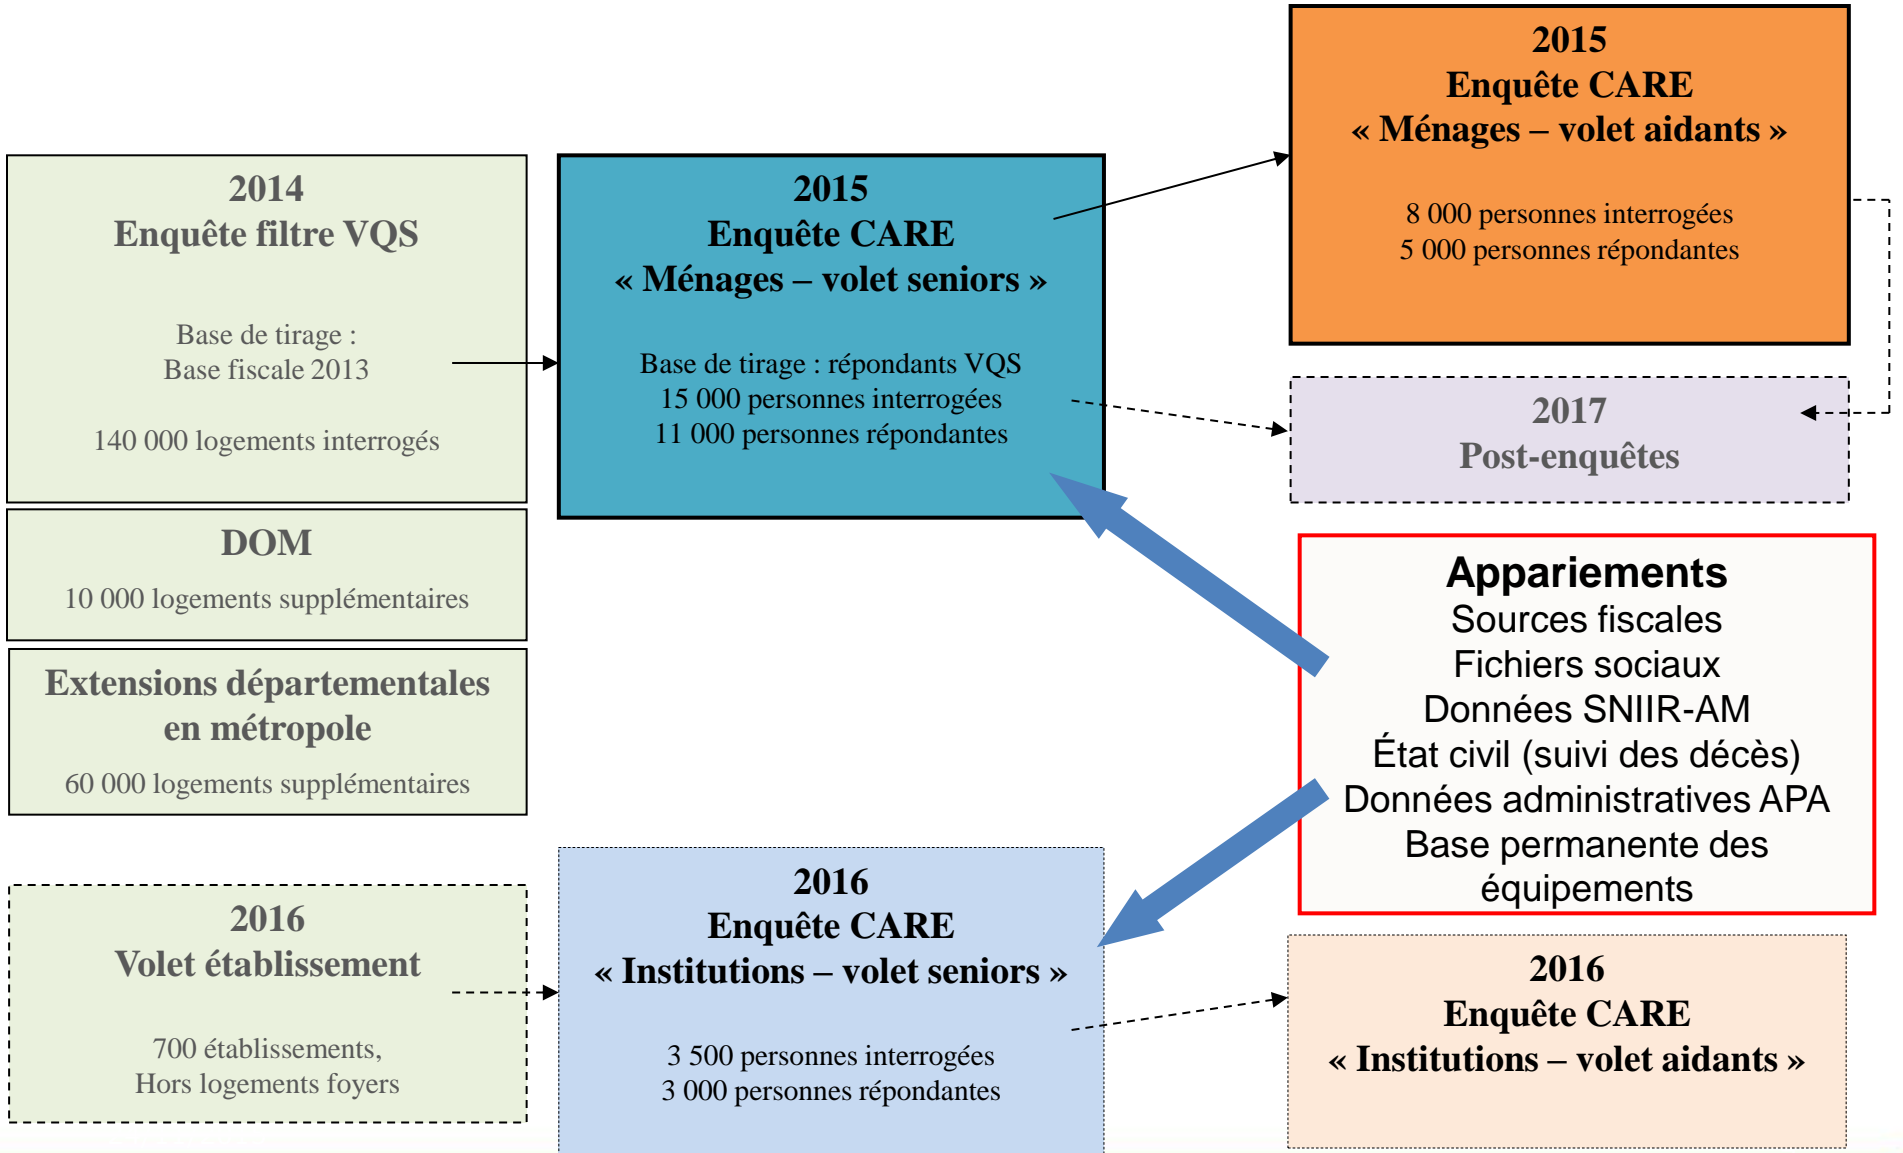 2014
Enquête filtre VQS
Base de tirage :
Base fiscale 2013
140 000 logements interrogés
DOM
10 000 logements supplémentaires
Extensions départementales
en métropole
60 000 logements supplémentaires
2016
Volet établissement
700 établissements,
Hors logements foyers
2015
Enquête CARE
« Ménages – volet seniors »
Base de tirage : répondants VQS
15 000 personnes interrogées
11 000 personnes répondantes
2016
Enquête CARE
« Institutions – volet seniors »
3 500 personnes interrogées
3 000 personnes répondantes
2015
Enquête CARE
« Ménages – volet aidants »
8 000 personnes interrogées
5 000 personnes répondantes
2017
Post-enquêtes
Appariements
Sources fiscales
Fichiers sociaux
Données SNIIR-AM
État civil (suivi des décès)
Données administratives APA
Base permanente des
équipements
2016
Enquête CARE
« Institutions – volet aidants »